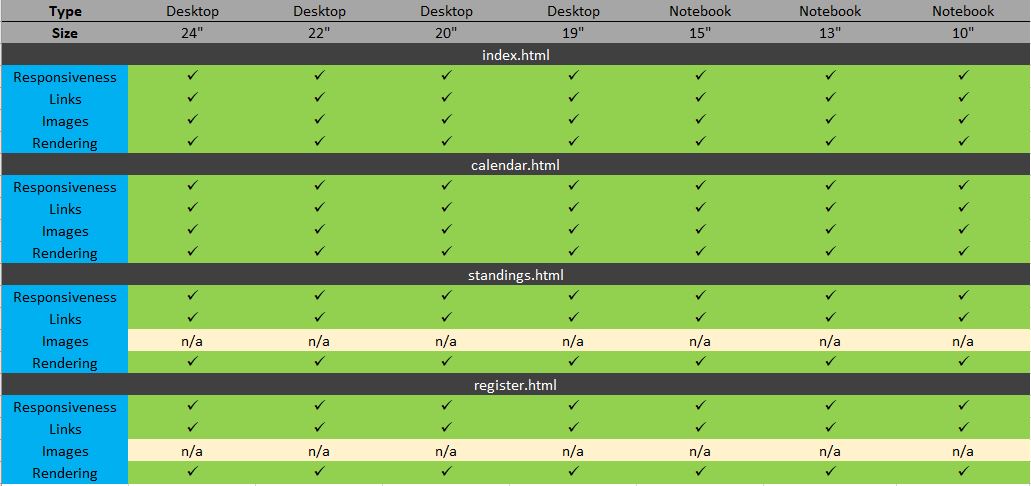 Type Desktop Desktop Desktop Desktop Notebook Notebook Notebook
Size 24" 22" 20" 19" 15" 13" 10"
index.html
Responsiveness ✓ ✓ ✓ ✓ ✓ ✓ ✓
Links ✓ ✓ ✓ ✓ ✓ ✓ ✓
Images ✓ ✓ ✓ ✓ ✓ ✓ ✓
Rendering ✓ ✓ ✓ ✓ ✓ ✓ ✓
calendar.html
Responsiveness ✓ ✓ ✓ ✓ ✓ ✓ ✓
Links ✓ ✓ ✓ ✓ ✓ ✓ ✓
Images ✓ ✓ ✓ ✓ ✓ ✓ ✓
Rendering ✓ ✓ ✓ ✓ ✓ ✓ ✓
standings.html
Responsiveness ✓ ✓ ✓ ✓ ✓ ✓ ✓
Links ✓ ✓ ✓ ✓ ✓ ✓ ✓
Images n/a n/a n/a n/a n/a n/a n/a
Rendering ✓ ✓ ✓ ✓ ✓ ✓ ✓
register.html
Responsiveness ✓ ✓ ✓ ✓ ✓ ✓ ✓
Links ✓ ✓ ✓ ✓ ✓ ✓ ✓
Images n/a n/a n/a n/a n/a n/a n/a
Rendering ✓ ✓ ✓ ✓ ✓ ✓ ✓